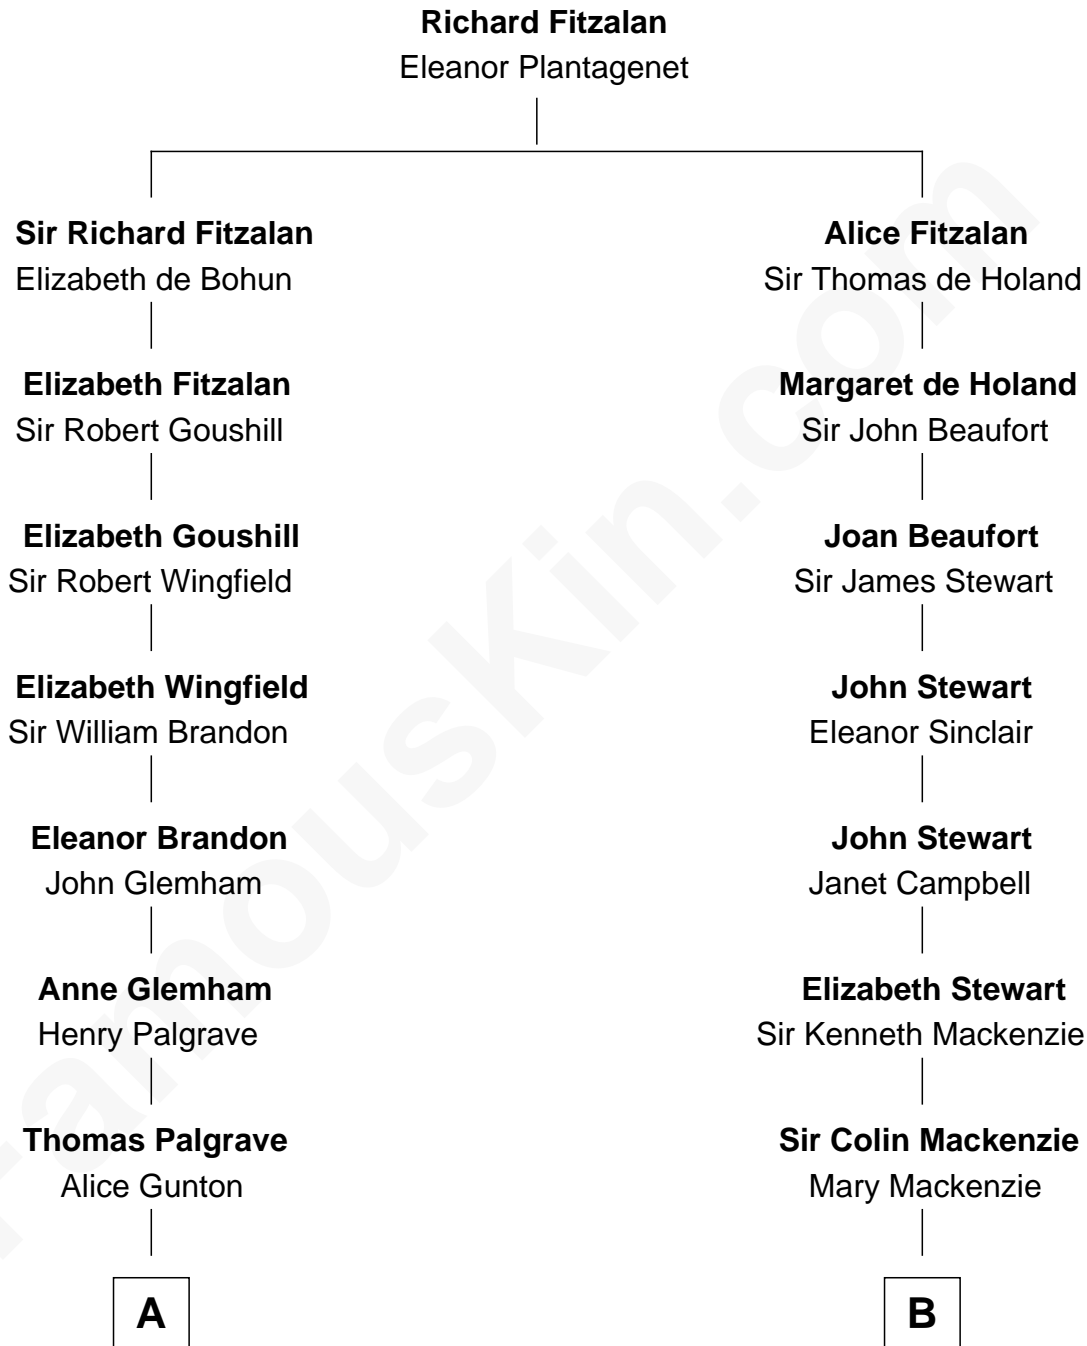 Richard Fitzalan
Eleanor Plantagenet
Sir Richard Fitzalan
Elizabeth de Bohun
Alice Fitzalan
Sir Thomas de Holand
Elizabeth Fitzalan
Sir Robert Goushill
Margaret de Holand
Sir John Beaufort
Elizabeth Goushill
Sir Robert Wingfield
Joan Beaufort
Sir James Stewart
Elizabeth Wingfield
Sir William Brandon
John Stewart
Eleanor Sinclair
Eleanor Brandon
John Glemham
John Stewart
Janet Campbell
Anne Glemham
Henry Palgrave
Elizabeth Stewart
Sir Kenneth Mackenzie
Thomas Palgrave
Alice Gunton
Sir Colin Mackenzie
Mary Mackenzie
A
B
FamousKin.com